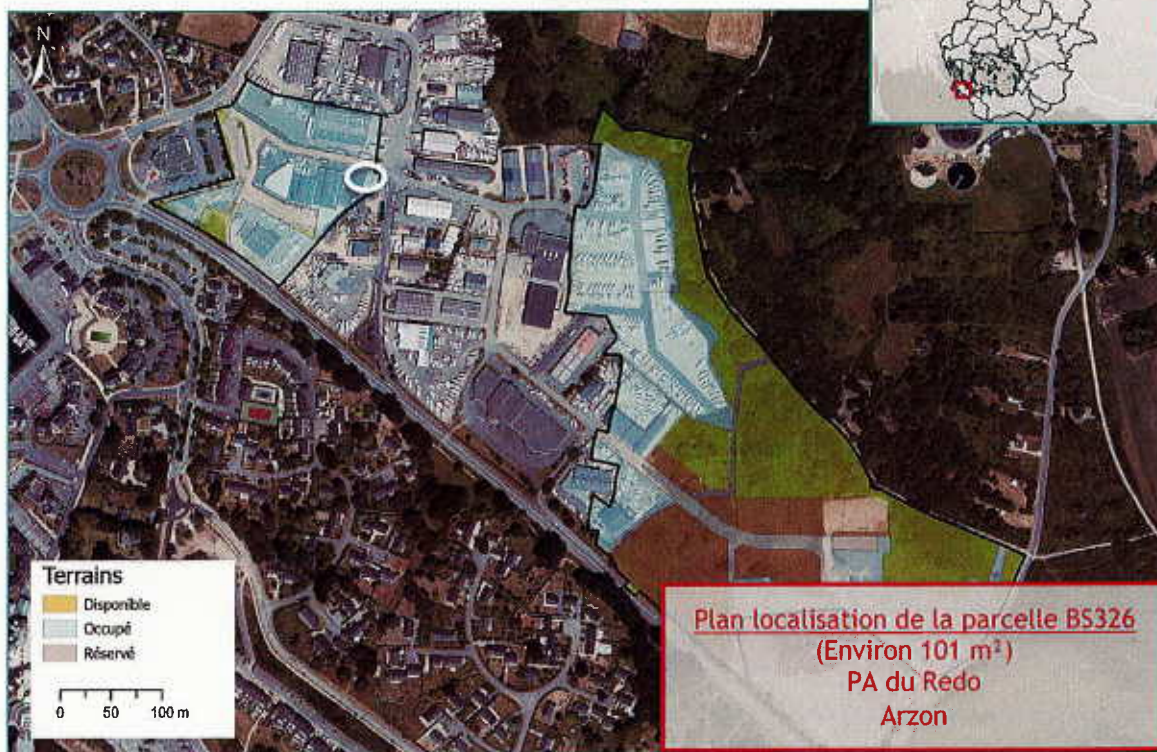 N
Terrains
Disponible
Occupé
Réservé
0 50 100 m
Plan localisation de la parcelle BS326
(Environ 101 m²)
PA du Redo
Arzon